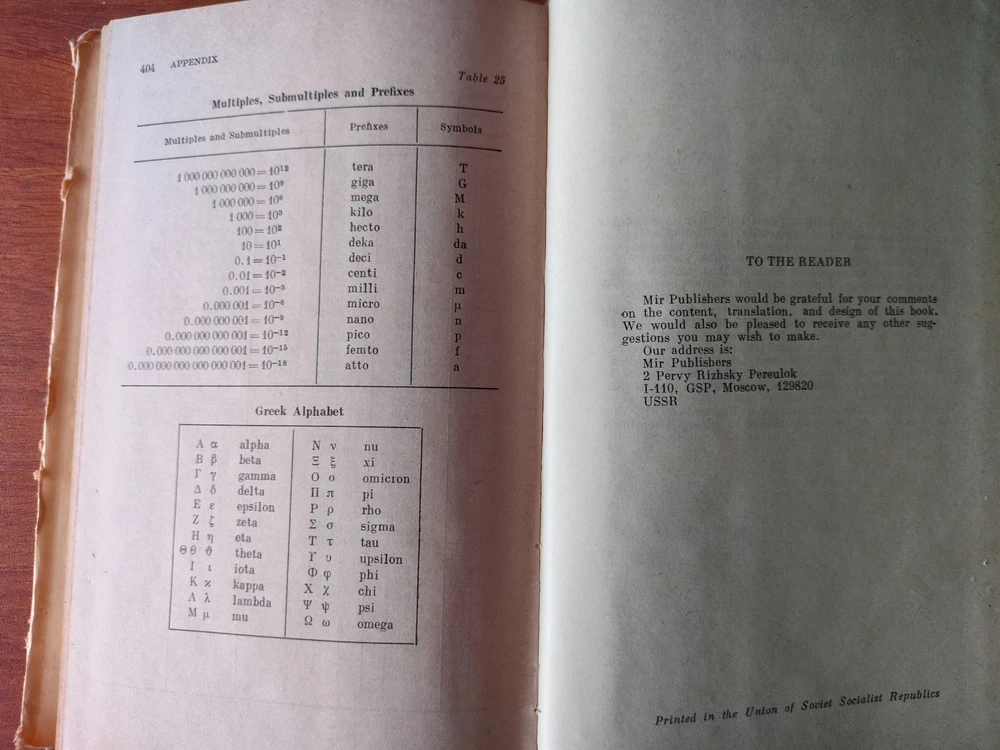 404 APPENDIX
Table 25
Multiples, Submultiples and Prefixes
Multiples and Submultiples Prefixes Symbols
1 000 000 000 000 = 10¹² tera T
1 000 000 000 = 10⁹ giga G
1 000 000 = 10⁶ mega M
1 000 = 10³ kilo k
100 = 10² hecto h
10 = 10¹ deka da
0.1 = 10⁻¹ deci d
0.01 = 10⁻² centi c
0.001 = 10⁻³ milli m
0.000 001 = 10⁻⁶ micro μ
0.000 000 001 = 10⁻⁹ nano n
0.000 000 000 001 = 10⁻¹² pico p
0.000 000 000 000 001 = 10⁻¹⁵ femto f
0.000 000 000 000 000 001 = 10⁻¹⁸ atto a
Greek Alphabet
Α α alpha Ν ν nu
Β β beta Ξ ξ xi
Γ γ gamma Ο ο omicron
Δ δ delta Π π pi
Ε ε epsilon Ρ ρ rho
Ζ ζ zeta Σ σ sigma
Η η eta Τ τ tau
Θ θ ϑ theta ϒ υ upsilon
Ι ι iota Φ φ phi
Κ ϰ kappa Χ χ chi
Λ λ lambda Ψ ψ psi
Μ μ mu Ω ω omega
TO THE READER
Mir Publishers would be grateful for your comments
on the content, translation, and design of this book.
We would also be pleased to receive any other sug-
gestions you may wish to make.
Our address is:
Mir Publishers
2 Pervy Rizhsky Pereulok
I-110, GSP, Moscow, 129820
USSR
Printed in the Union of Soviet Socialist Republics